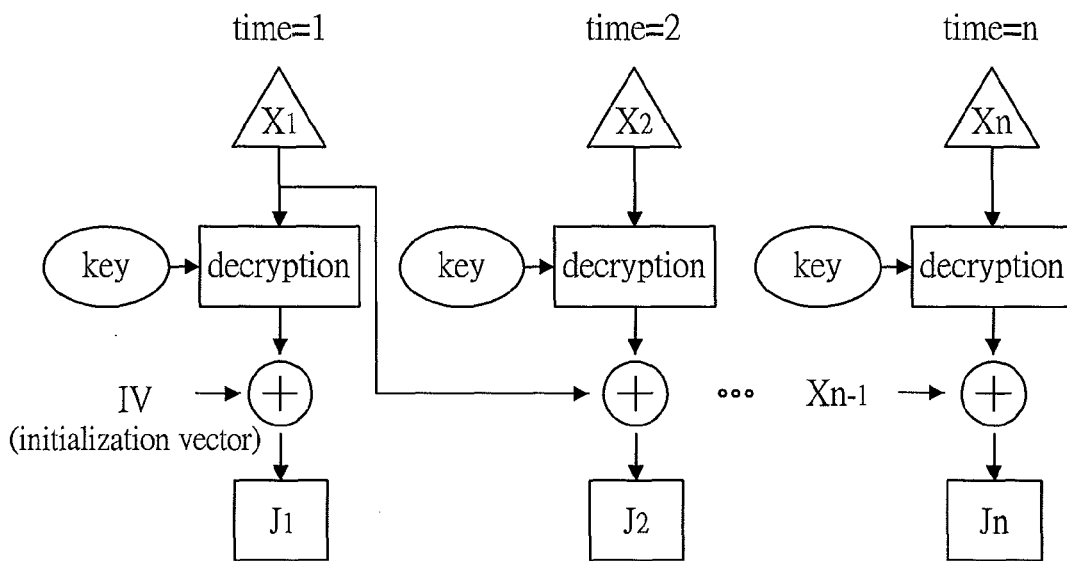 time=1 time=2 time=n
X1 X2 Xn
key decryption key decryption key decryption
IV Xn-1
(initialization vector)
J1 J2 Jn